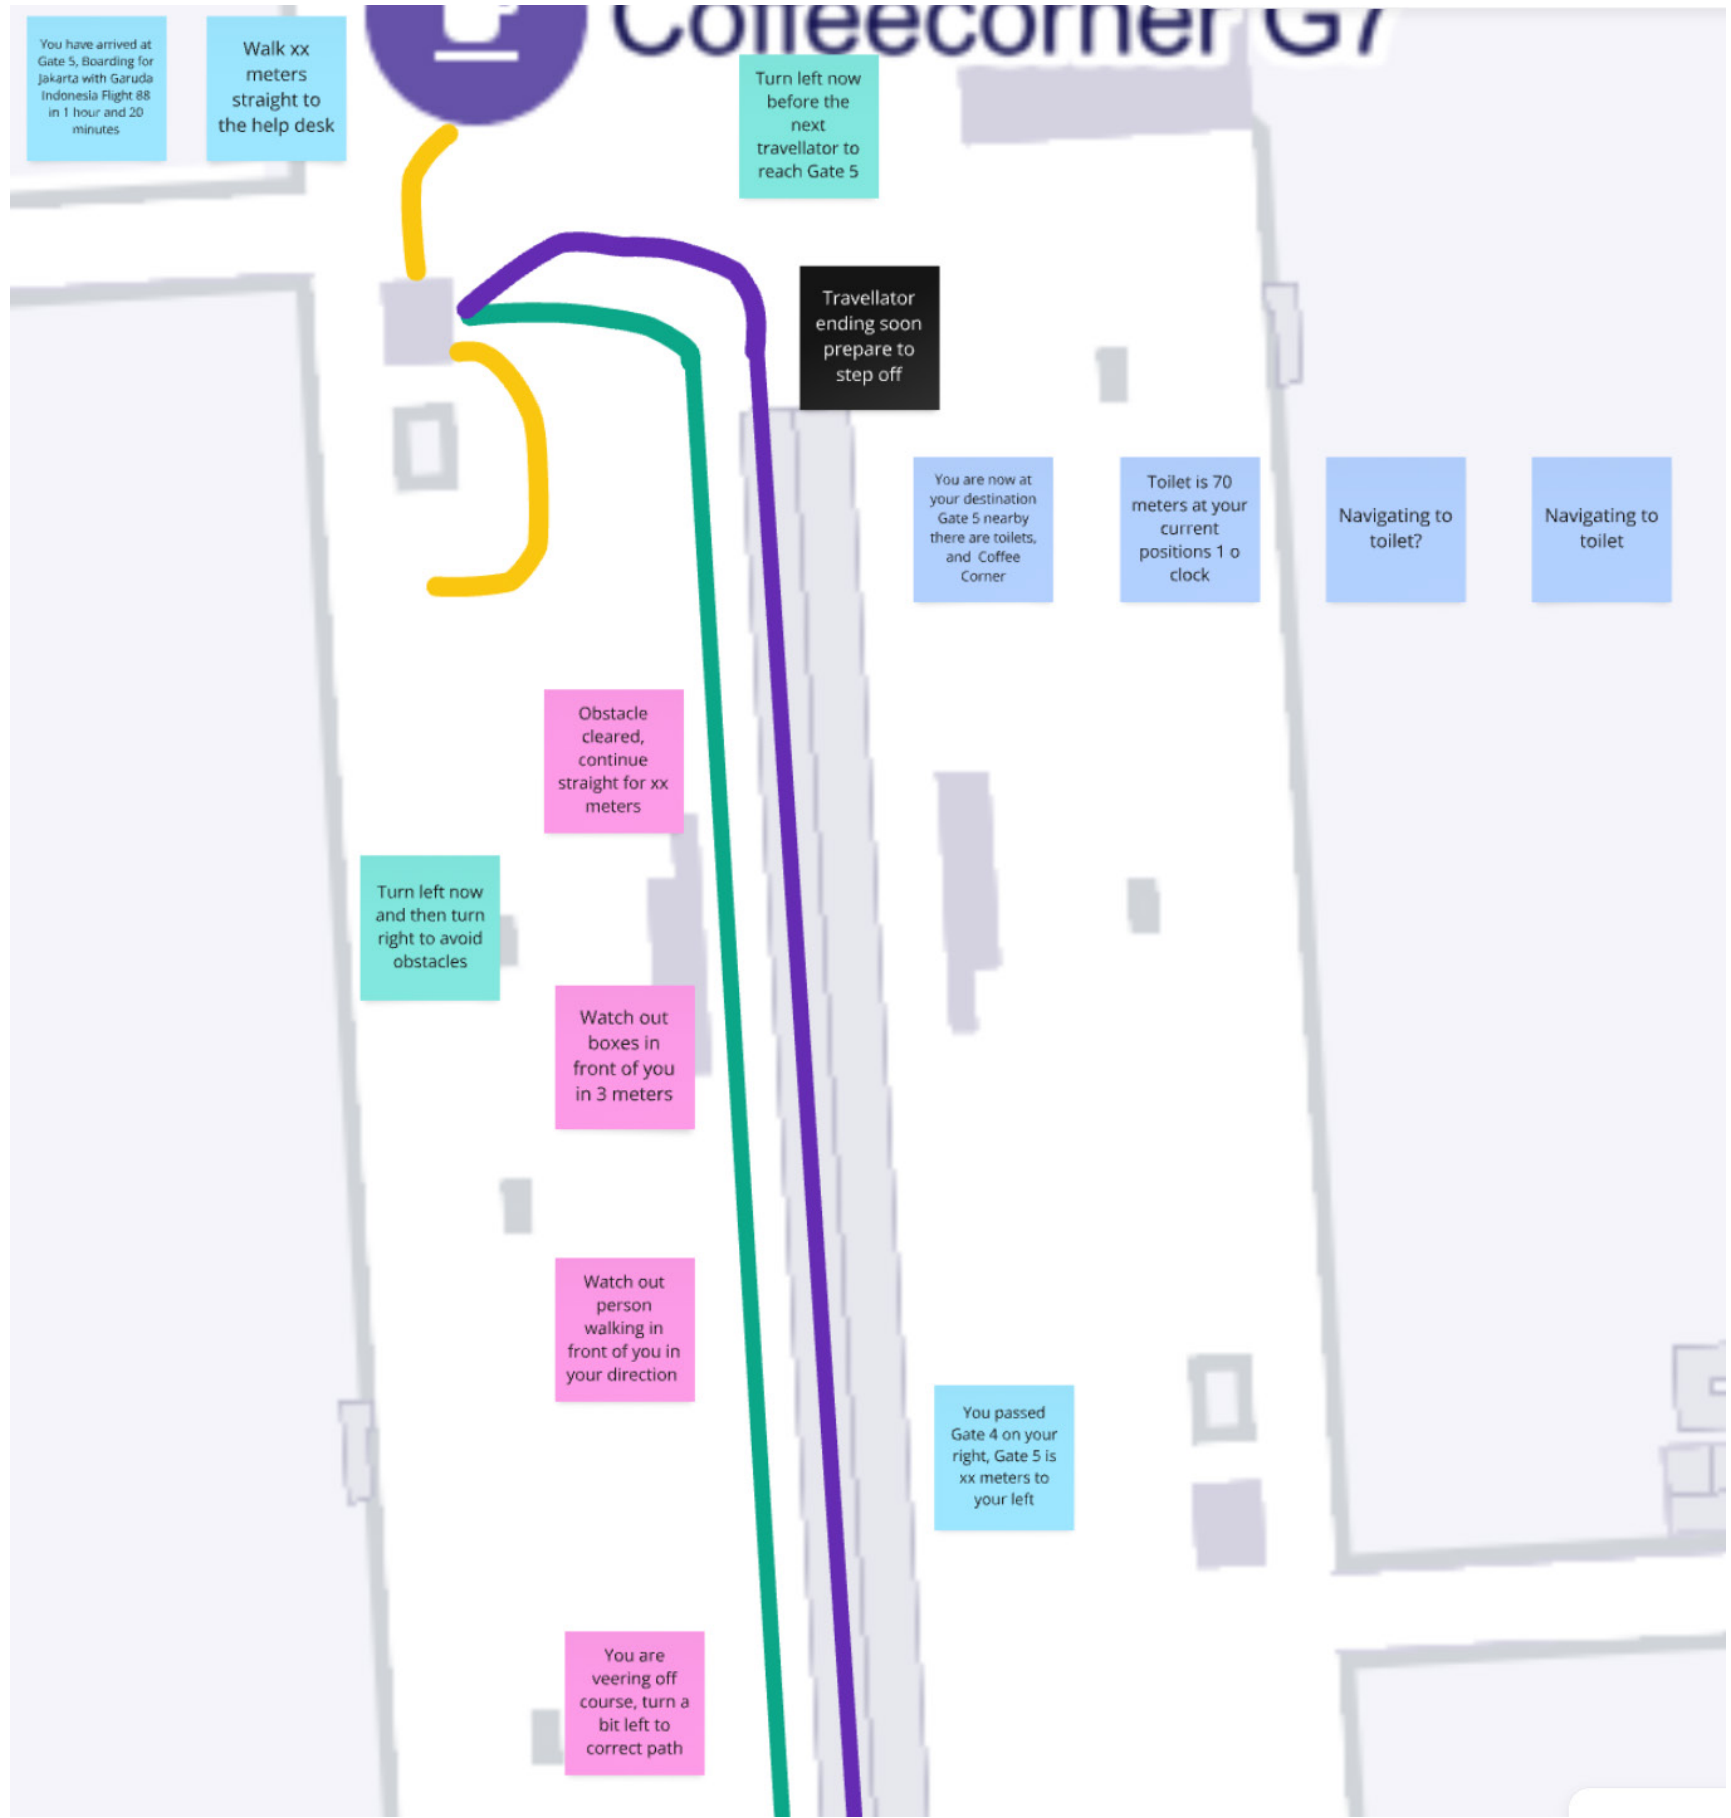 Coffeecorner G7
You have arrived at
Gate 5, Boarding for
Jakarta with Garuda
Indonesia Flight 88
in 1 hour and 20
minutes
Walk xx
meters
straight to
the help desk
Turn left now
before the
next
travellator to
reach Gate 5
Travellator
ending soon
prepare to
step off
You are now at
your destination
Gate 5 nearby
there are toilets,
and Coffee
Corner
Toilet is 70
meters at your
current
positions 1 o
clock
Navigating to
toilet?
Navigating to
toilet
Obstacle
cleared,
continue
straight for xx
meters
Turn left now
and then turn
right to avoid
obstacles
Watch out
boxes in
front of you
in 3 meters
Watch out
person
walking in
front of you in
your direction
You passed
Gate 4 on your
right, Gate 5 is
xx meters to
your left
You are
veering off
course, turn a
bit left to
correct path